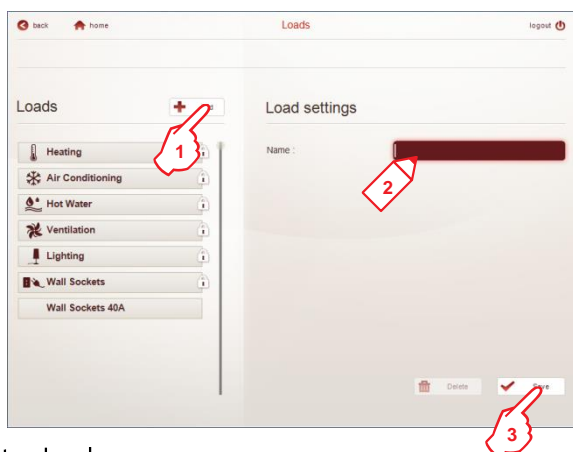 back home Loads logout
Loads
Load settings
1
Heating
Name :
Air Conditioning
2
Hot Water
Ventilation
Lighting
Wall Sockets
Wall Sockets 40A
Delete
3